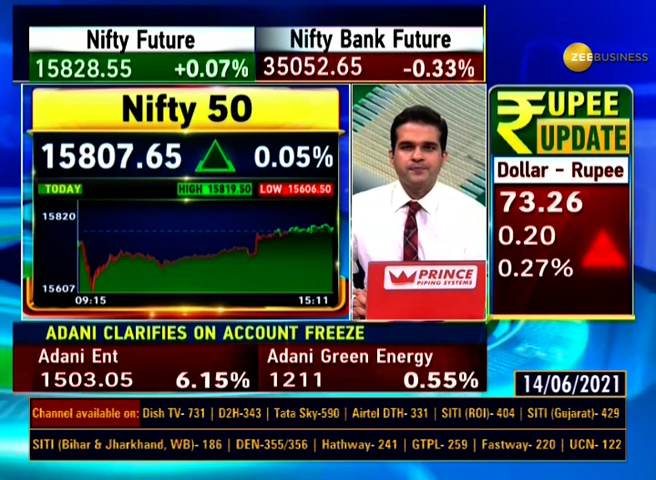 Nifty Future
15828.55 +0.07%
Nifty Bank Future
35052.65 -0.33%
ZEE BUSINESS
Nifty 50
15807.65 0.05%
TODAY HIGH 15819.50 LOW 15606.50
15820
15607
09:15 15:11
PRINCE
PIPING SYSTEMS
₹UPEE
UPDATE
Dollar - Rupee
73.26
0.20
0.27%
ADANI CLARIFIES ON ACCOUNT FREEZE
Adani Ent
1503.05 6.15%
Adani Green Energy
1211 0.55%
14/06/2021
Channel available on: Dish TV- 731 | D2H-343 | Tata Sky-590 | Airtel DTH- 331 | SITI (ROI)- 404 | SITI (Gujarat)- 429
SITI (Bihar & Jharkhand, WB)- 186 | DEN-355/356 | Hathway- 241 | GTPL- 259 | Fastway- 220 | UCN- 122